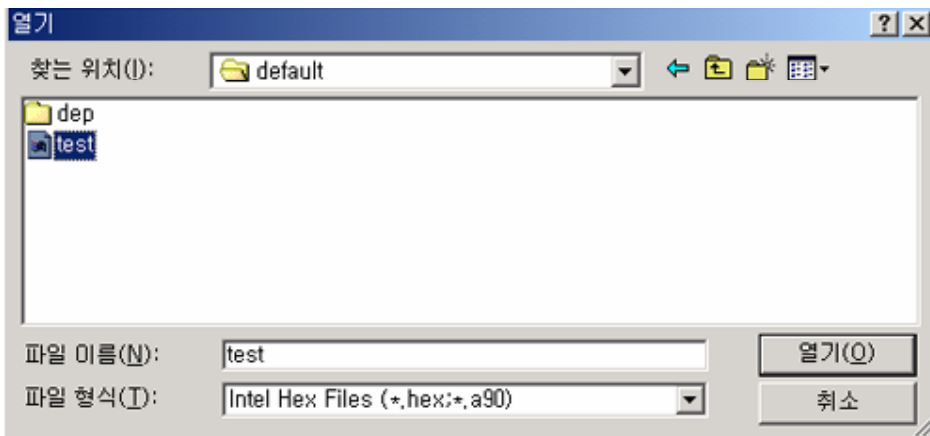 열기
찾는 위치(I): default
dep
test
파일 이름(N): test 열기(O)
파일 형식(T): Intel Hex Files (*.hex;*.a90) 취소